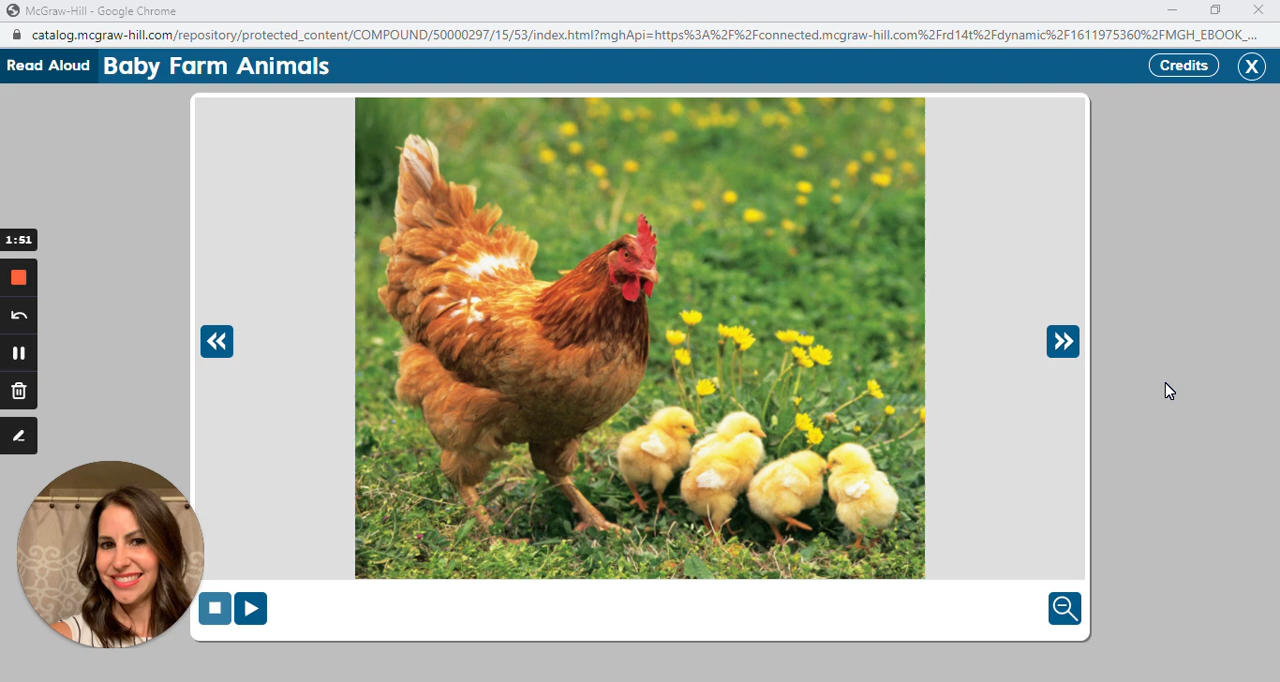 McGraw-Hill - Google Chrome
catalog.mcgraw-hill.com/repository/protected_content/COMPOUND/50000297/15/53/index.html?mghApi=https%3A%2F%2Fconnected.mcgraw-hill.com%2Frd14t%2Fdynamic%2F1611975360%2FMGH_EBOOK_...
Read Aloud Baby Farm Animals
Credits X
1:51